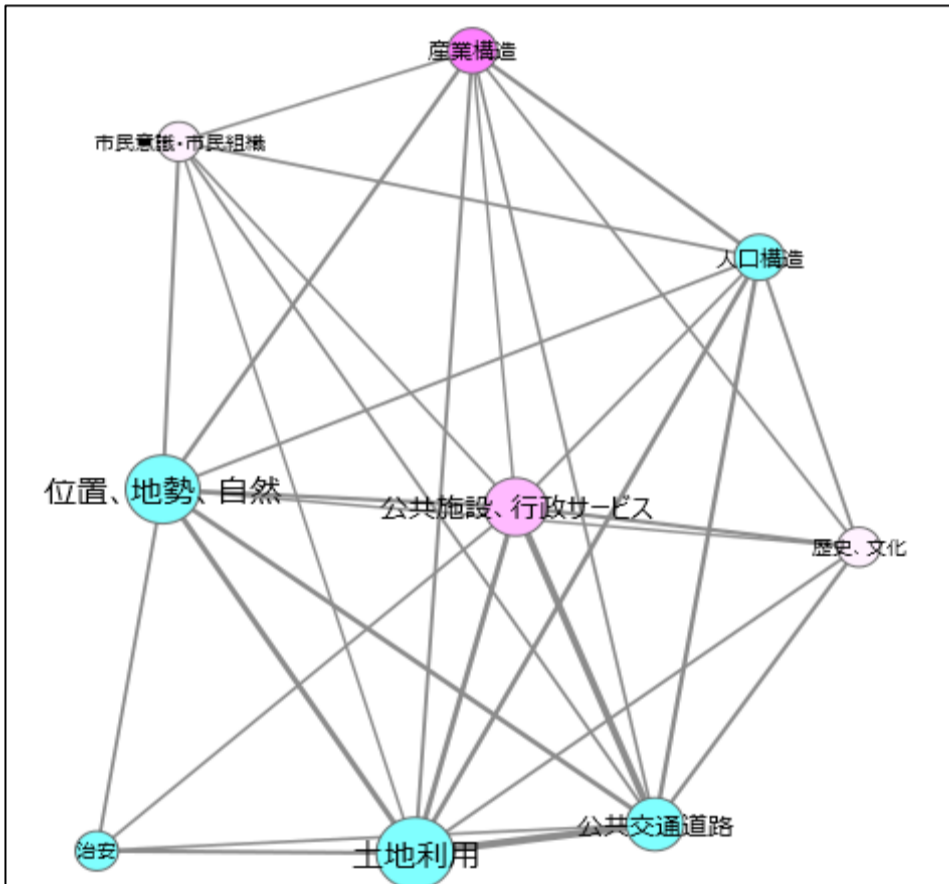 産業構造
市民意識・市民組織
人口構造
位置、地勢、自然
公共施設、行政サービス
歴史、文化
公共交通道路
治安
土地利用